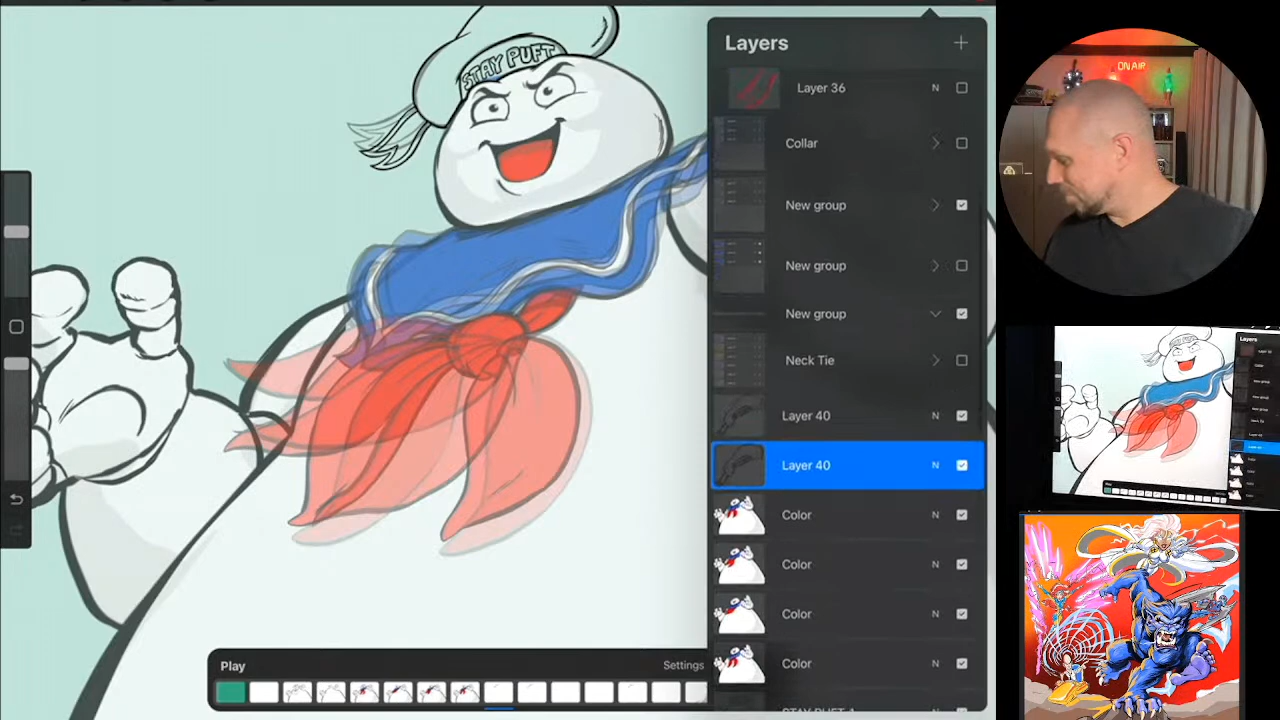 Layers
Layer 36 N
Collar
New group
New group
New group
Neck Tie
Layer 40 N
Layer 40 N
Color N
Color N
Color N
Color N
STAY PUFT
Play
Settings
ON AIR
Layers